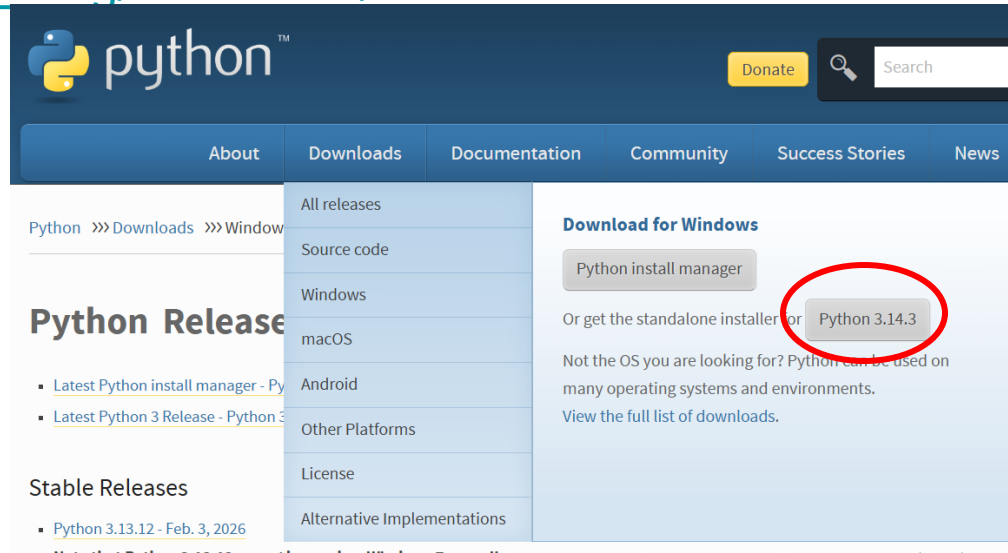 python™
Donate
Search
About
Downloads
Documentation
Community
Success Stories
News
All releases
Source code
Windows
macOS
Android
Other Platforms
License
Alternative Implementations
Download for Windows
Python install manager
Or get the standalone installer for Python 3.14.3
Not the OS you are looking for? Python can be used on
many operating systems and environments.
View the full list of downloads.
Python >>> Downloads >>> Window
Python Release
Latest Python install manager - Py
Latest Python 3 Release - Python 3
Stable Releases
Python 3.13.12 - Feb. 3, 2026